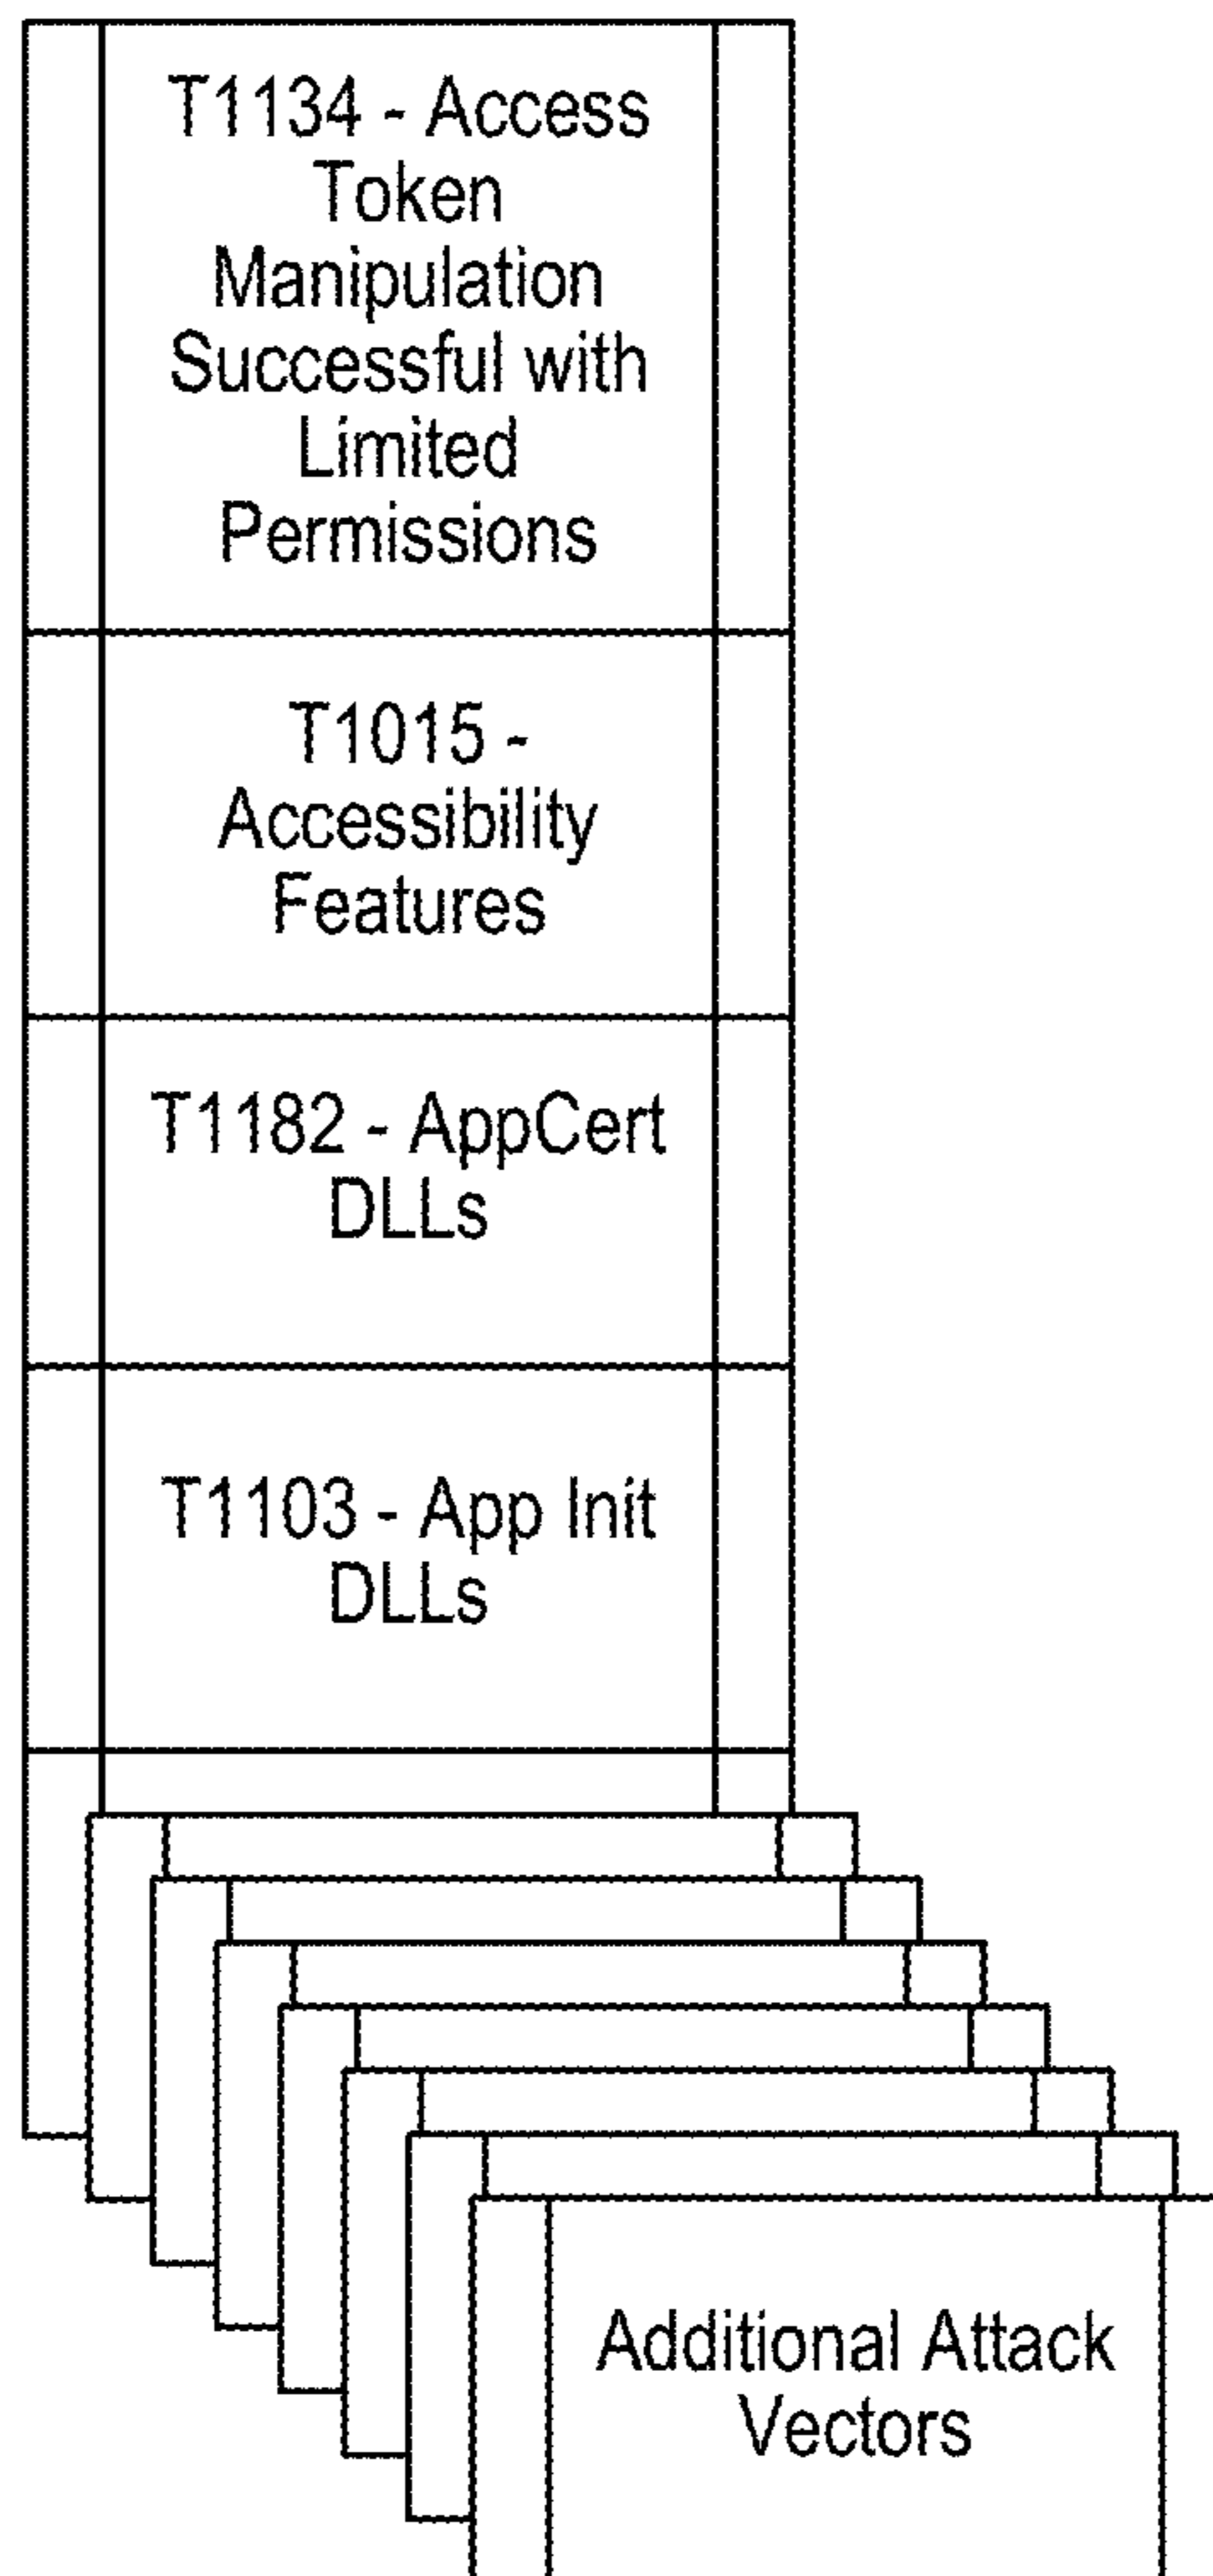 T1134 - Access
Token
Manipulation
Successful with
Limited
Permissions
T1015 -
Accessibility
Features
T1182 - AppCert
DLLs
T1103 - App Init
DLLs
Additional Attack
Vectors